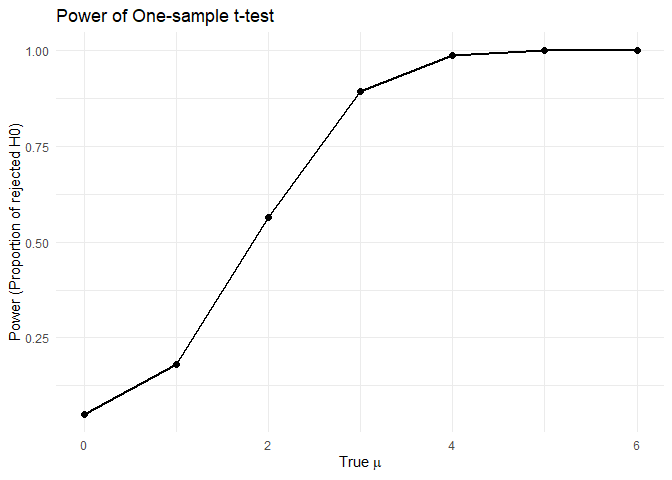 Power of One-sample t-test
Power (Proportion of rejected H0)
1.00
0.75
0.50
0.25
0
2
4
6
True μ